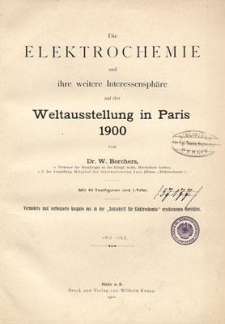 Die
ELEKTROCHEMIE
und
ihre weitere Interessensphäre
auf der
Weltausstellung in Paris
1900
von
Dr. W. Borchers,
Mit 42 Textfiguren und 1 Tafel.
37177
Vermehrte und verbesserte Ausgabe des in der „Zeitschrift für Elektrochemie" erschienenen Berichtes.
Halle a. S.
Druck und Verlag von Wilhelm Knapp.